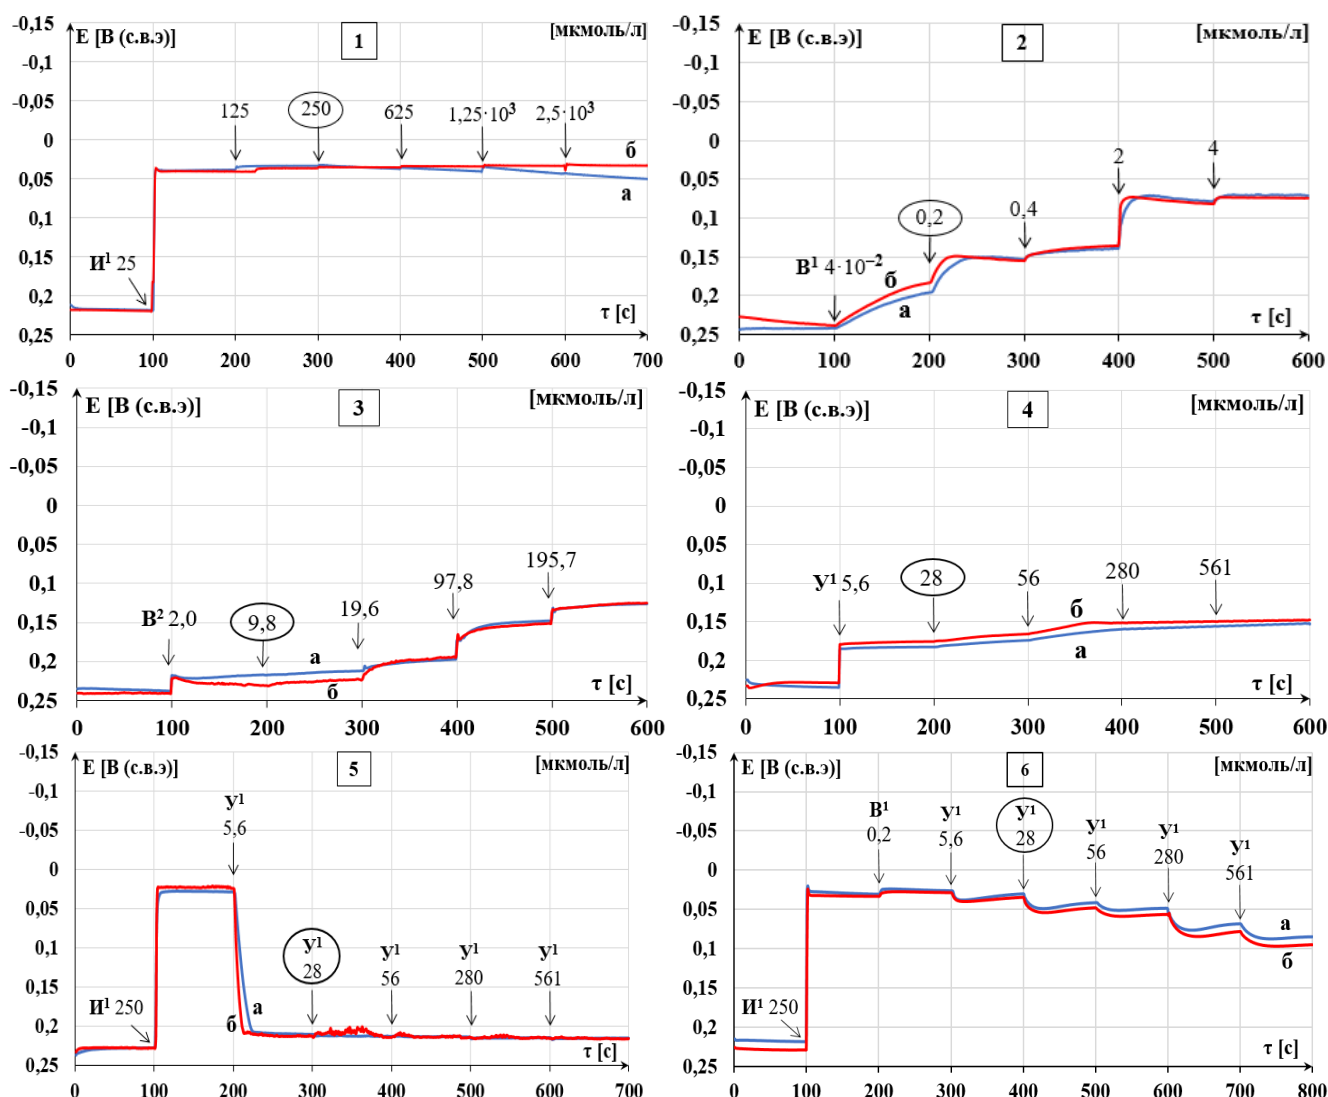 E [В (с.в.э)]
1
[мкмоль/л]
-0,15
-0,1
-0,05
0
0,05
0,1
0,15
0,2
0,25
125
250
625
1,25·10³
2,5·10³
б
а
И¹ 25
τ [с]
0 100 200 300 400 500 600 700
E [В (с.в.э)]
2
[мкмоль/л]
-0,15
-0,1
-0,05
0
0,05
0,1
0,15
0,2
0,25
2
4
0,2
0,4
В¹ 4·10⁻²
б
а
τ [с]
0 100 200 300 400 500 600
E [В (с.в.э)]
3
[мкмоль/л]
-0,15
-0,1
-0,05
0
0,05
0,1
0,15
0,2
0,25
195,7
97,8
19,6
В² 2,0
9,8
а
б
τ [с]
0 100 200 300 400 500 600
E [В (с.в.э)]
4
[мкмоль/л]
-0,15
-0,1
-0,05
0
0,05
0,1
0,15
0,2
0,25
У¹ 5,6
28
56
280
561
б
а
τ [с]
0 100 200 300 400 500 600
E [В (с.в.э)]
5
[мкмоль/л]
-0,15
-0,1
-0,05
0
0,05
0,1
0,15
0,2
0,25
У¹
5,6
У¹
28
У¹
56
У¹
280
У¹
561
И¹ 250
а
б
τ [с]
0 100 200 300 400 500 600 700
E [В (с.в.э)]
6
[мкмоль/л]
-0,15
-0,1
-0,05
0
0,05
0,1
0,15
0,2
0,25
В¹
0,2
У¹
5,6
У¹
28
У¹
56
У¹
280
У¹
561
а
б
И¹ 250
τ [с]
0 100 200 300 400 500 600 700 800